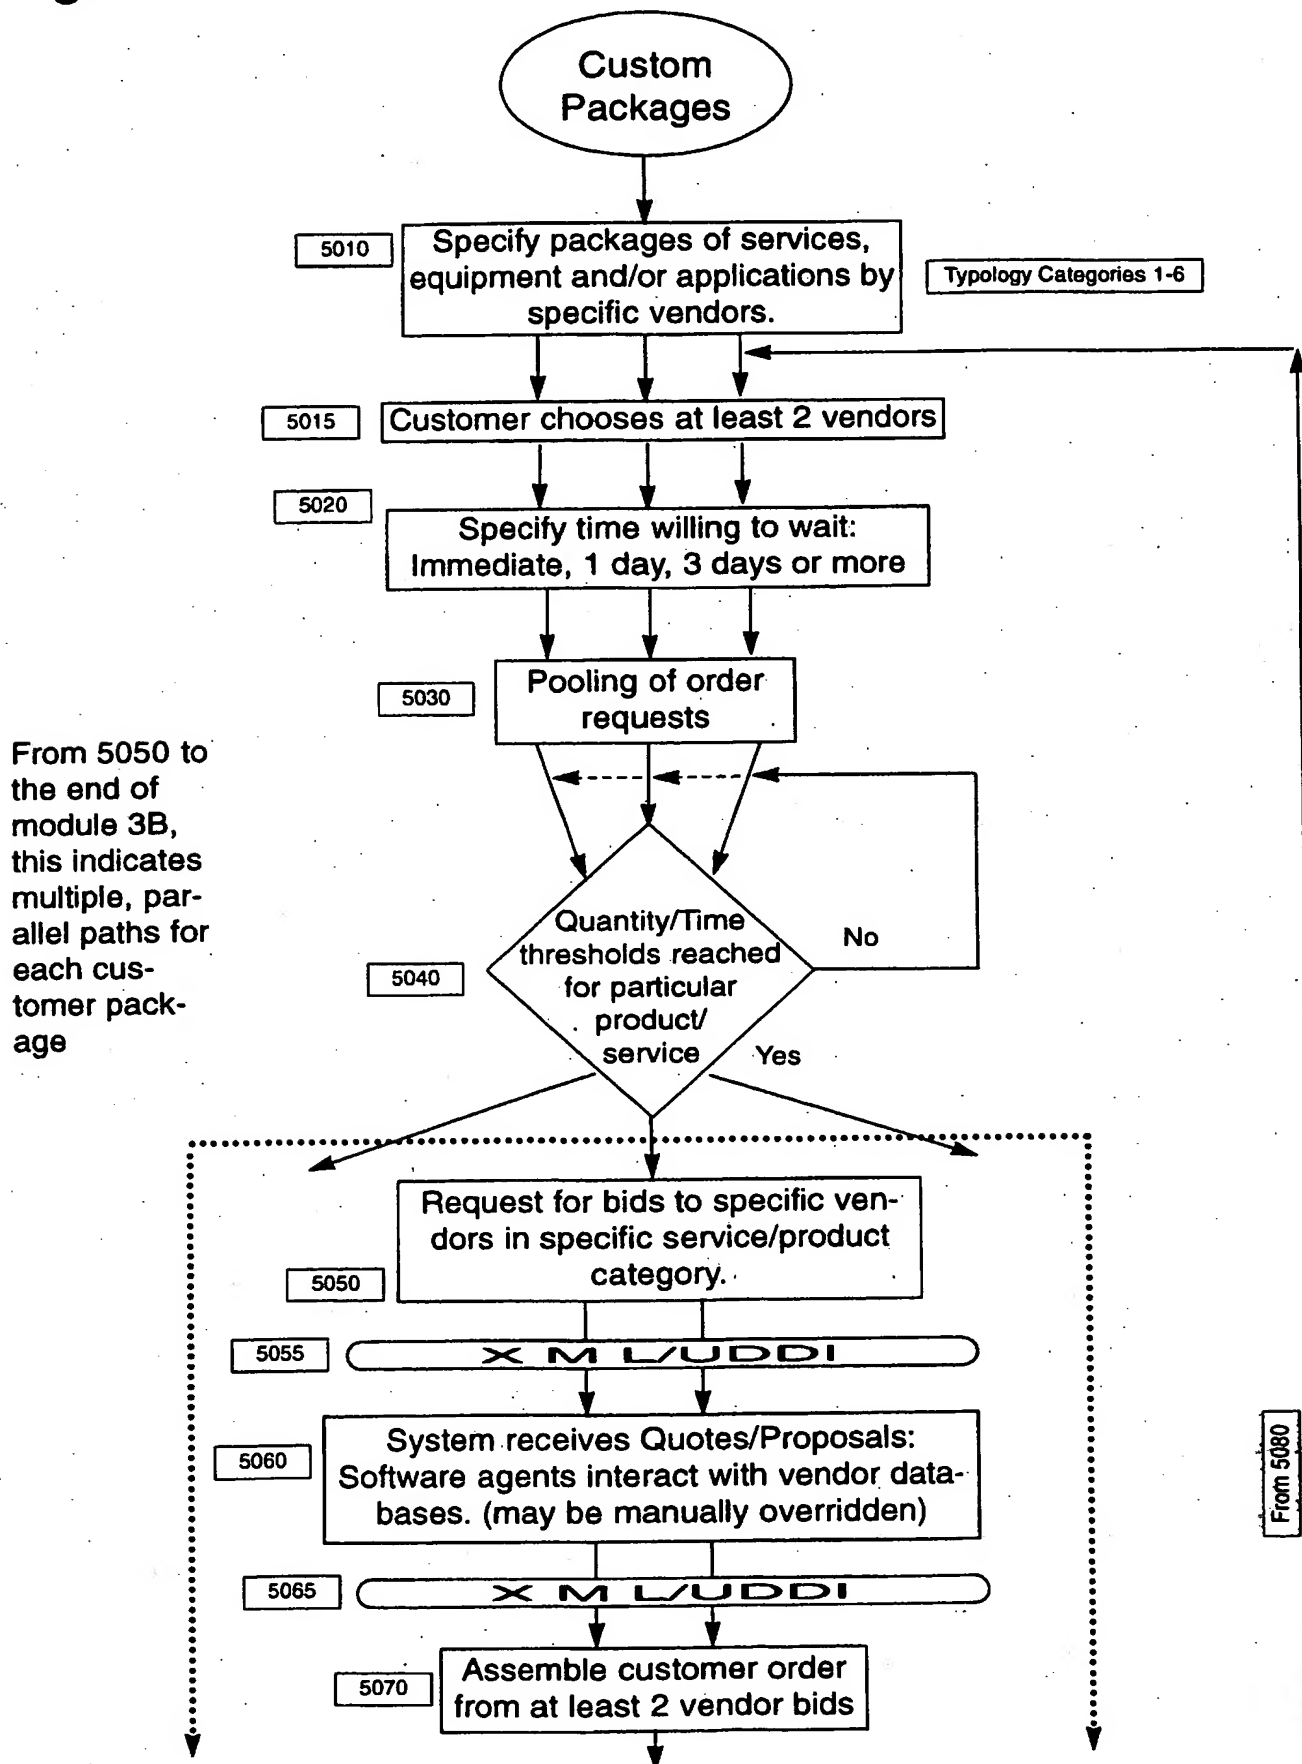 Custom
Packages
5010
Specify packages of services,
equipment and/or applications by
specific vendors.
Typology Categories 1-6
5015
Customer chooses at least 2 vendors
5020
Specify time willing to wait:
Immediate, 1 day, 3 days or more
5030
Pooling of order
requests
From 5050 to
the end of
module 3B,
this indicates
multiple, par-
allel paths for
each cus-
tomer pack-
age
5040
Quantity/Time
thresholds reached
for particular
product/
service
No
Yes
Request for bids to specific ven-
dors in specific service/product
category.
5050
5055
X M L/UDDI
5060
System receives Quotes/Proposals:
Software agents interact with vendor data-
bases. (may be manually overridden)
From 5080
5065
X M L/UDDI
5070
Assemble customer order
from at least 2 vendor bids